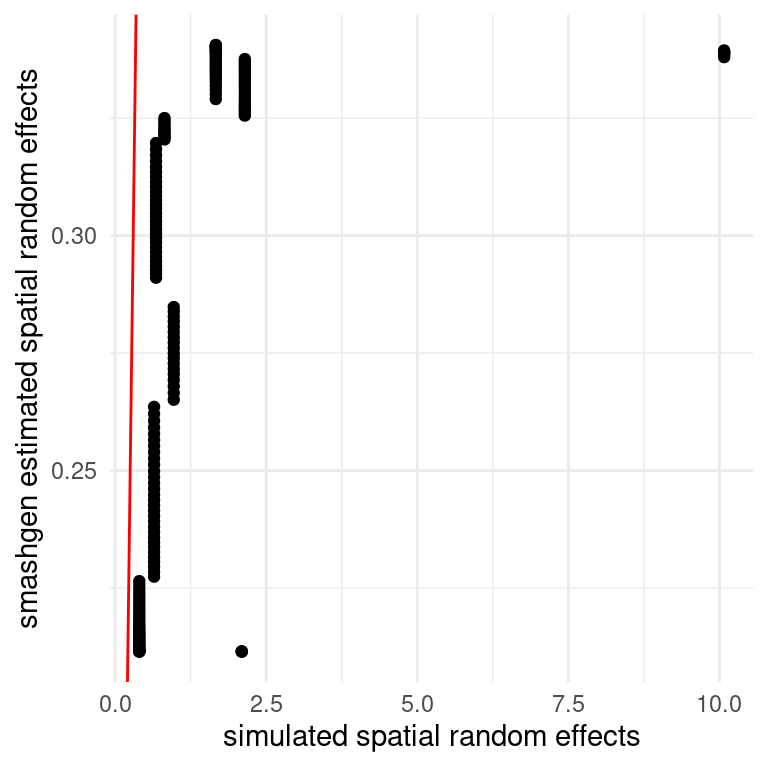 smashgen estimated spatial random effects
0.30
0.25
0.0 2.5 5.0 7.5 10.0
simulated spatial random effects